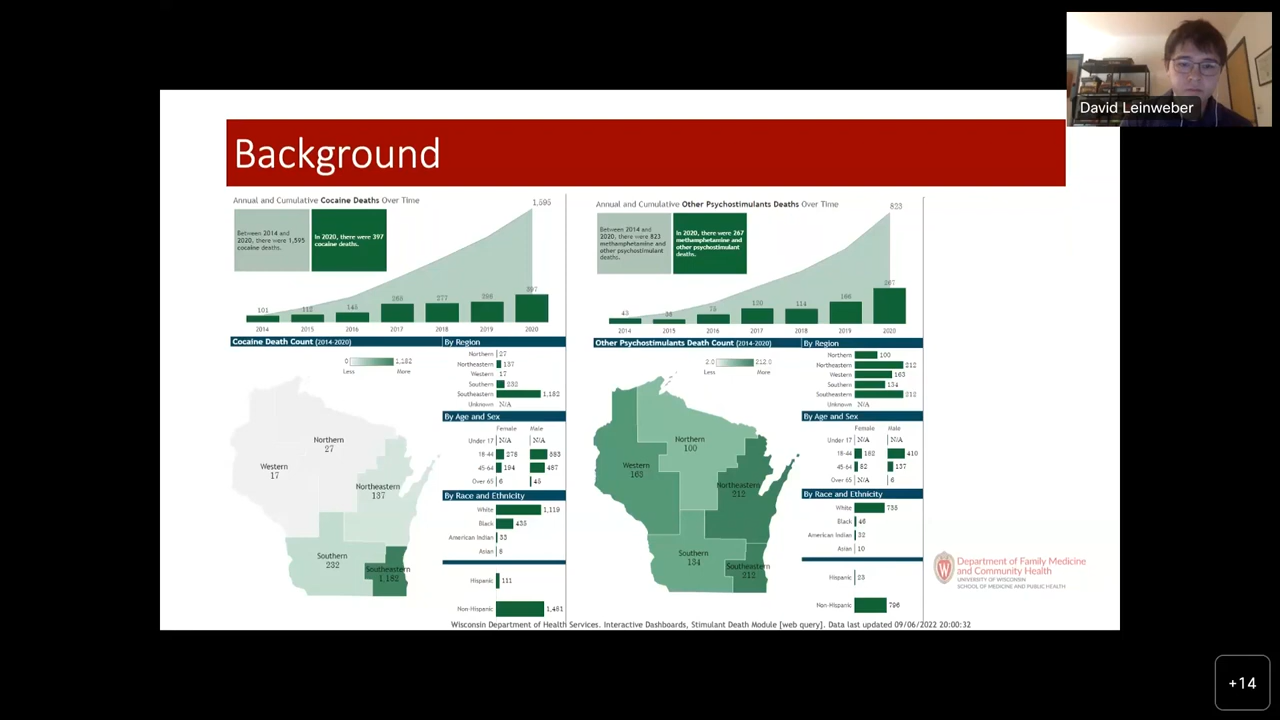 David Leinweber
Background
Annual and Cumulative Cocaine Deaths Over Time
1,595
Between 2014 and
2020, there were 1,595
cocaine deaths.
In 2020, there were 397
cocaine deaths.
101
277
397
2014
2015
2016
2017
2018
2019
2020
Cocaine Death Count (2014-2020)
0
1,182
Less
More
Northern
27
Western
17
Northeastern
137
Southern
232
Southeastern
1,182
By Region
Northern 27
Northeastern 137
Western 17
Southern 232
Southeastern 1,182
Unknown N/A
By Age and Sex
Female Male
Under 17 N/A N/A
18-44 276
45-64 194 487
Over 65 6 45
By Race and Ethnicity
White 1,119
Black 435
American Indian 33
Asian 8
Hispanic 111
Non-Hispanic 1,481
Annual and Cumulative Other Psychostimulants Deaths Over Time
823
Between 2014 and
2020, there were 823
methamphetamine and
other psychostimulant
deaths.
In 2020, there were 267
methamphetamine and
other psychostimulant
deaths.
114
267
2014
2015
2016
2017
2018
2019
2020
Other Psychostimulants Death Count (2014-2020)
2.0
212.0
Less
More
Northern
100
Western
163
Northeastern
212
Southern
134
Southeastern
212
By Region
Northern 100
Northeastern 212
Western 163
Southern 134
Southeastern 212
Unknown N/A
By Age and Sex
Female Male
Under 17 N/A N/A
18-44 162 410
45-64 82 137
Over 65 N/A 6
By Race and Ethnicity
White 735
Black 46
American Indian 32
Asian 10
Hispanic 23
Non-Hispanic 796
Department of Family Medicine
and Community Health
UNIVERSITY OF WISCONSIN
SCHOOL OF MEDICINE AND PUBLIC HEALTH
Wisconsin Department of Health Services. Interactive Dashboards, Stimulant Death Module [web query]. Data last updated 09/06/2022 20:00:32
+14